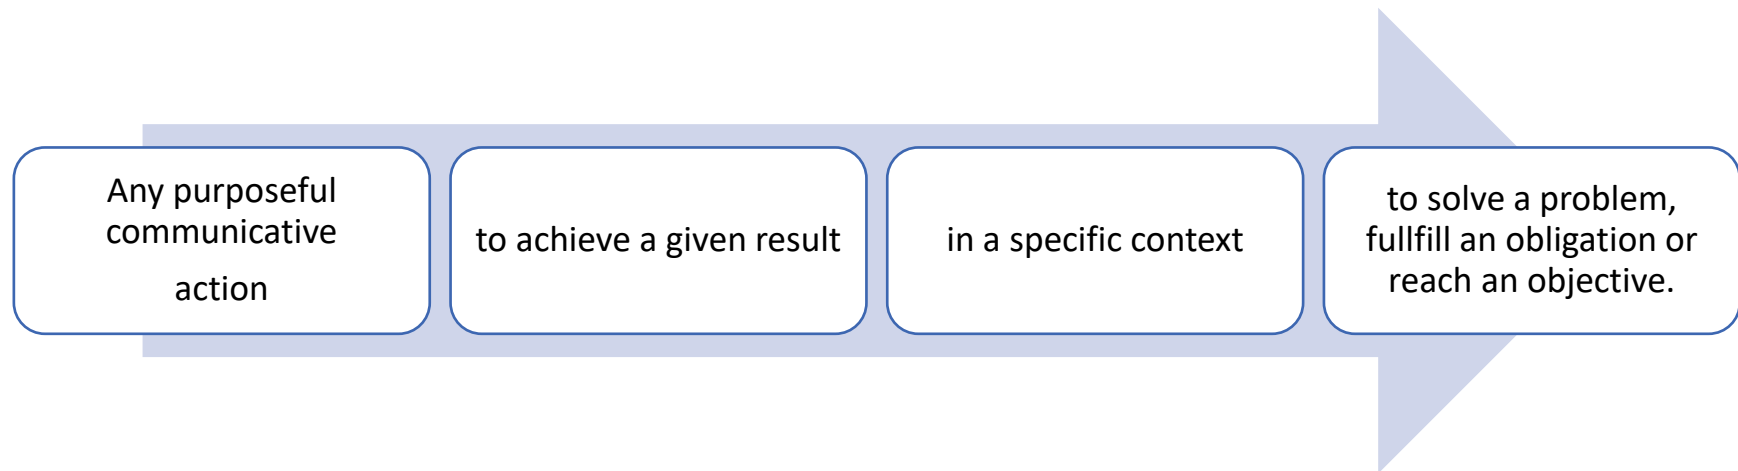 Any purposeful
communicative
action
to achieve a given result
in a specific context
to solve a problem,
fullfill an obligation or
reach an objective.